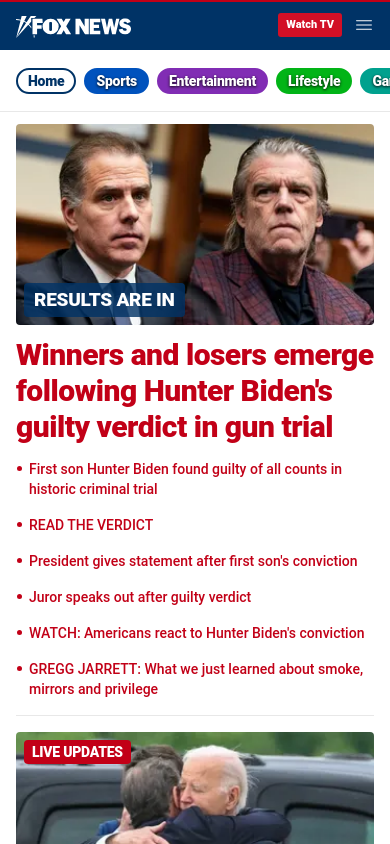 FOX NEWS
Watch TV
Home
Sports
Entertainment
Lifestyle
RESULTS ARE IN
Winners and losers emerge
following Hunter Biden's
guilty verdict in gun trial
• First son Hunter Biden found guilty of all counts in
historic criminal trial
• READ THE VERDICT
• President gives statement after first son's conviction
• Juror speaks out after guilty verdict
• WATCH: Americans react to Hunter Biden's conviction
• GREGG JARRETT: What we just learned about smoke,
mirrors and privilege
LIVE UPDATES